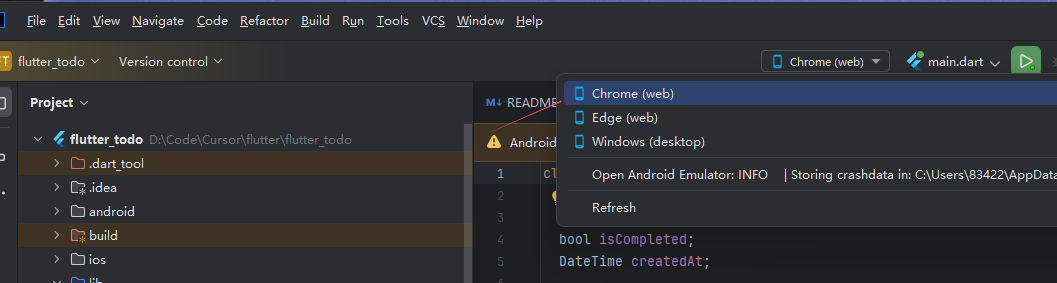 File Edit View Navigate Code Refactor Build Run Tools VCS Window Help
FT flutter_todo Version control Chrome (web) main.dart
Project
README
Chrome (web)
Edge (web)
Windows (desktop)
Open Android Emulator: INFO | Storing crashdata in: C:\Users\83422\AppData
Refresh
flutter_todo D:\Code\Cursor\flutter\flutter_todo
.dart_tool
.idea
android
build
ios
lib
Android
1 cl
2
3
4 bool isCompleted;
5 DateTime createdAt;